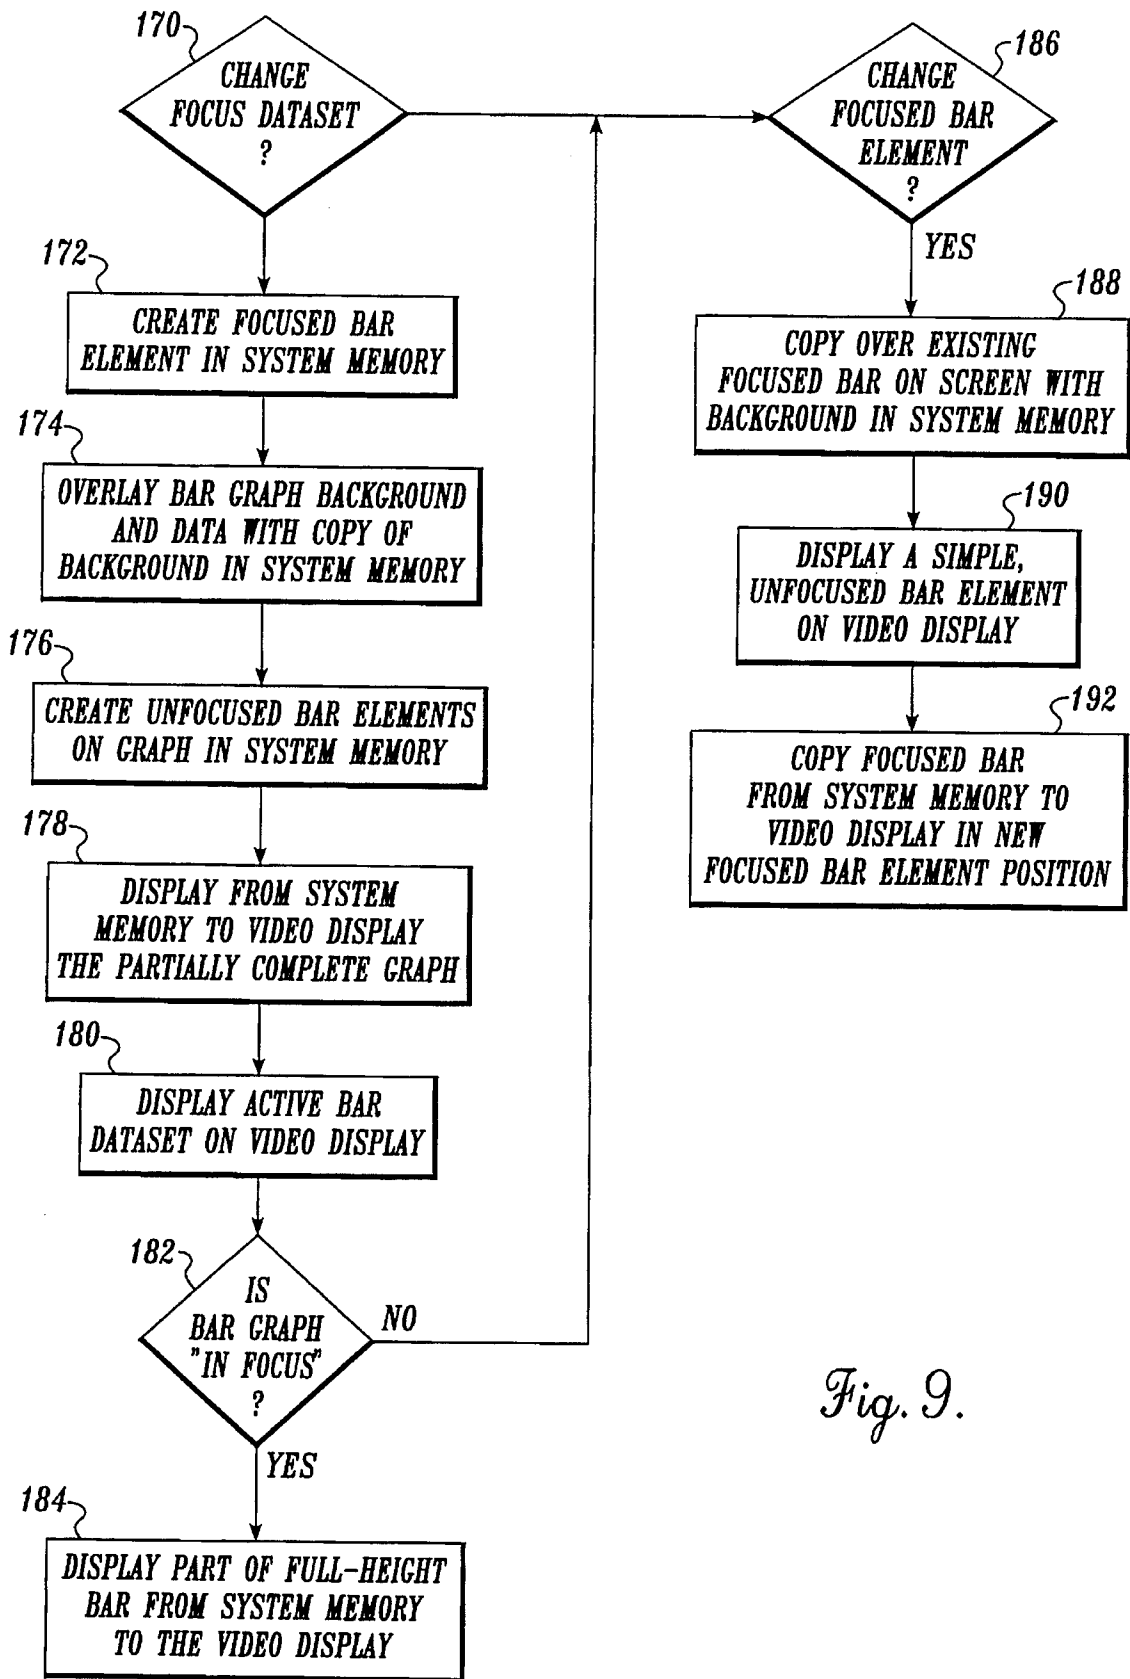 170
CHANGE
FOCUS DATASET
?
172
CREATE FOCUSED BAR
ELEMENT IN SYSTEM MEMORY
174
OVERLAY BAR GRAPH BACKGROUND
AND DATA WITH COPY OF
BACKGROUND IN SYSTEM MEMORY
176
CREATE UNFOCUSED BAR ELEMENTS
ON GRAPH IN SYSTEM MEMORY
178
DISPLAY FROM SYSTEM
MEMORY TO VIDEO DISPLAY
THE PARTIALLY COMPLETE GRAPH
180
DISPLAY ACTIVE BAR
DATASET ON VIDEO DISPLAY
182
IS
BAR GRAPH
"IN FOCUS"
?
NO
YES
184
DISPLAY PART OF FULL-HEIGHT
BAR FROM SYSTEM MEMORY
TO THE VIDEO DISPLAY
186
CHANGE
FOCUSED BAR
ELEMENT
?
YES
188
COPY OVER EXISTING
FOCUSED BAR ON SCREEN WITH
BACKGROUND IN SYSTEM MEMORY
190
DISPLAY A SIMPLE,
UNFOCUSED BAR ELEMENT
ON VIDEO DISPLAY
192
COPY FOCUSED BAR
FROM SYSTEM MEMORY TO
VIDEO DISPLAY IN NEW
FOCUSED BAR ELEMENT POSITION
Fig. 9.